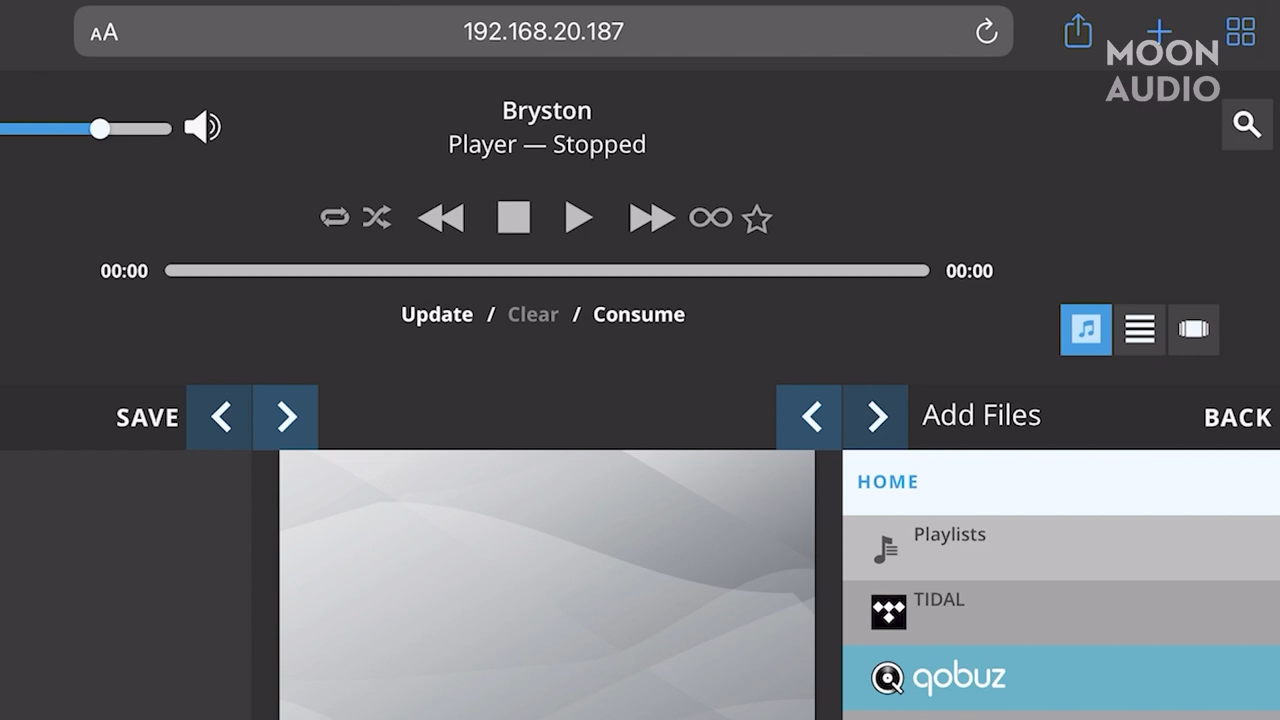 AA
192.168.20.187
MOON
AUDIO
Bryston
Player — Stopped
00:00
00:00
Update / Clear / Consume
SAVE
Add Files
BACK
HOME
Playlists
TIDAL
qobuz